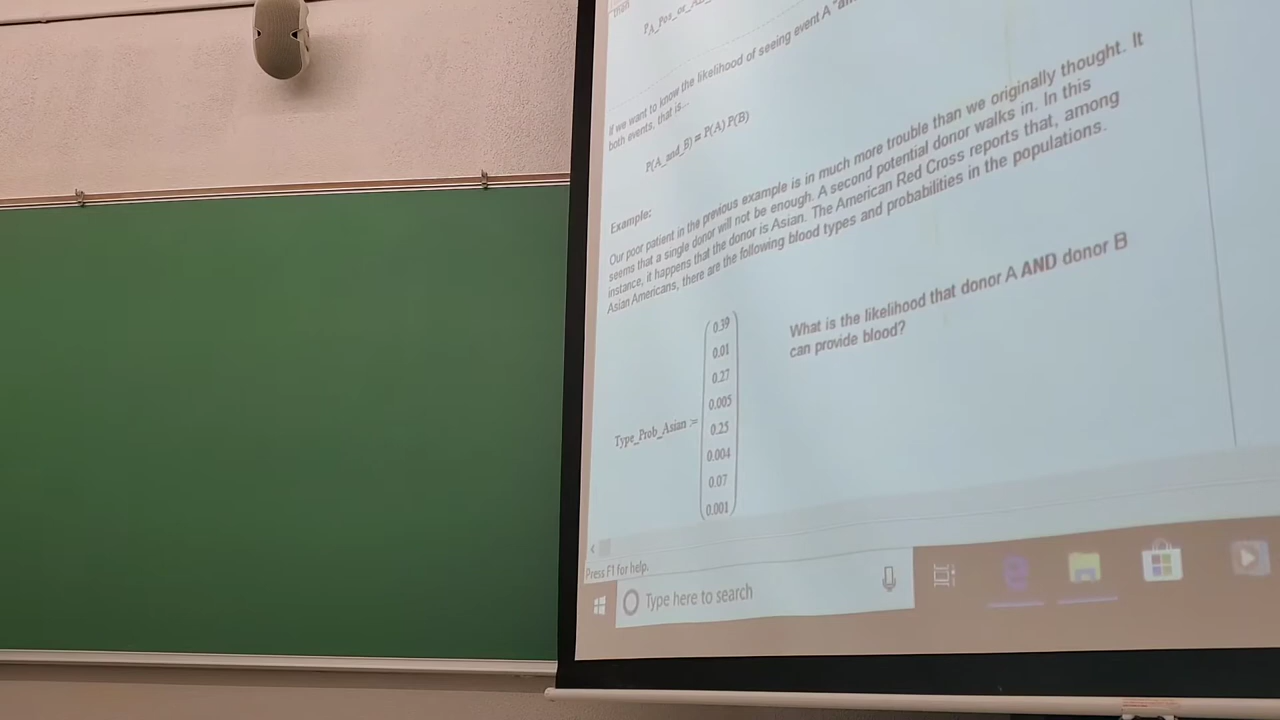 If we want to know the likelihood of seeing event A
both events, that is...
P(A_and_B) = P(A) P(B)
Example:
Our poor patient in the previous example is in much more trouble than we originally thought. It
seems that a single donor will not be enough. A second potential donor walks in. In this
instance, it happens that the donor is Asian. The American Red Cross reports that, among
Asian Americans, there are the following blood types and probabilities in the populations.
Type_Prob_Asian :=
0.39
0.01
0.27
0.005
0.25
0.004
0.07
0.001
What is the likelihood that donor A AND donor B
can provide blood?
Press F1 for help.
Type here to search